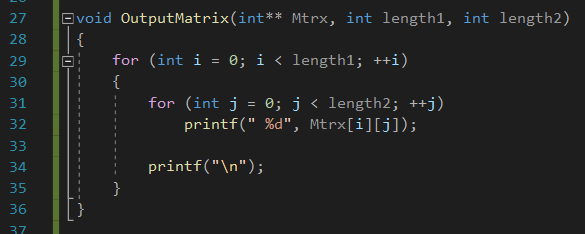 26
27 void OutputMatrix(int** Mtrx, int length1, int length2)
28 {
29 for (int i = 0; i < length1; ++i)
30 {
31 for (int j = 0; j < length2; ++j)
32 printf(" %d", Mtrx[i][j]);
33
34 printf("\n");
35 }
36 }
37